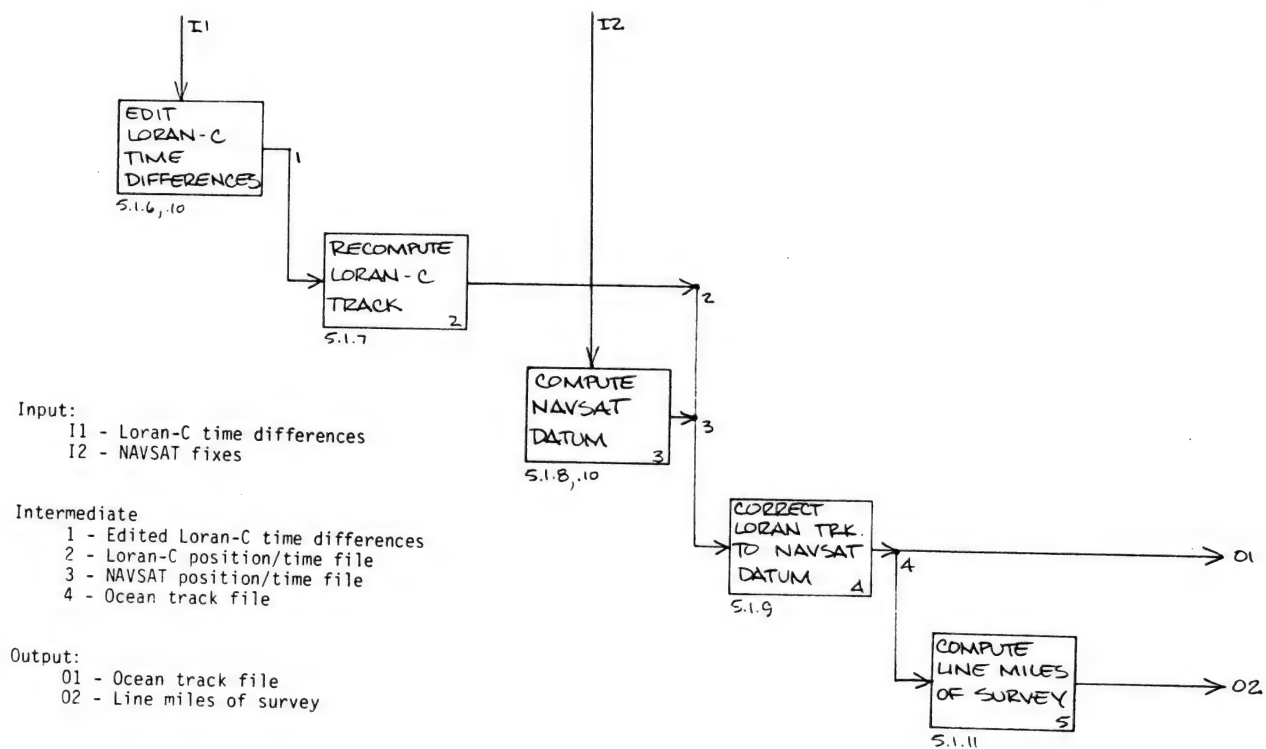 I1
I2
EDIT
LORAN-C
TIME
DIFFERENCES
1
5.1.6, .10
RECOMPUTE
LORAN-C
TRACK
2
5.1.7
2
COMPUTE
NAVSAT
DATUM
3
5.1.8, .10
3
Input:
I1 - Loran-C time differences
I2 - NAVSAT fixes
Intermediate
1 - Edited Loran-C time differences
2 - Loran-C position/time file
3 - NAVSAT position/time file
4 - Ocean track file
Output:
O1 - Ocean track file
O2 - Line miles of survey
CORRECT
LORAN TRK.
TO NAVSAT
DATUM
4
5.1.9
4
O1
COMPUTE
LINE MILES
OF SURVEY
5
5.1.11
O2